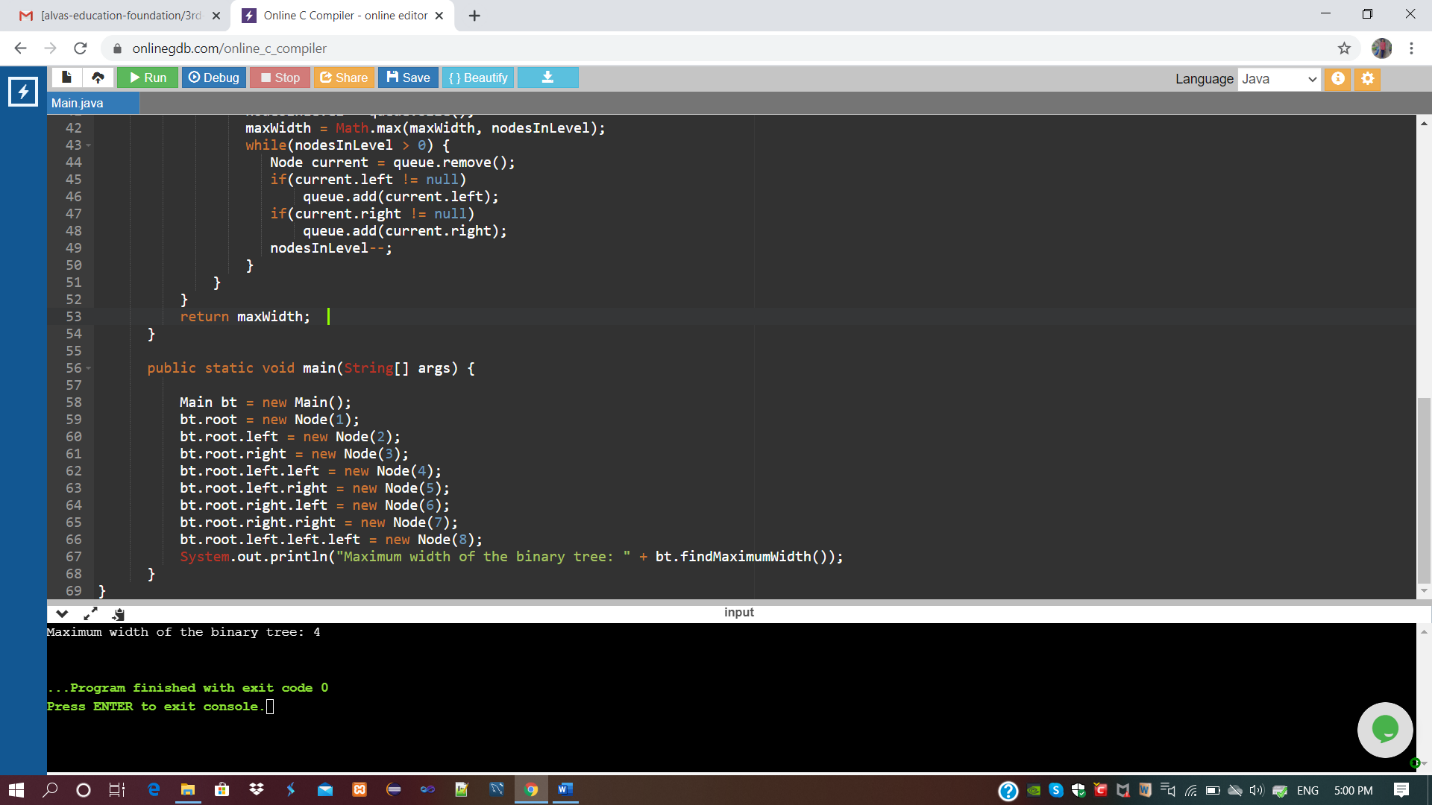 [alvas-education-foundation/3rd
Online C Compiler - online editor
onlinegdb.com/online_c_compiler
Run Debug Stop Share Save { } Beautify
Language Java
Main.java
42 maxWidth = Math.max(maxWidth, nodesInLevel);
43 while(nodesInLevel > 0) {
44 Node current = queue.remove();
45 if(current.left != null)
46 queue.add(current.left);
47 if(current.right != null)
48 queue.add(current.right);
49 nodesInLevel--;
50 }
51 }
52 }
53 return maxWidth;
54 }
55
56 public static void main(String[] args) {
57
58 Main bt = new Main();
59 bt.root = new Node(1);
60 bt.root.left = new Node(2);
61 bt.root.right = new Node(3);
62 bt.root.left.left = new Node(4);
63 bt.root.left.right = new Node(5);
64 bt.root.right.left = new Node(6);
65 bt.root.right.right = new Node(7);
66 bt.root.left.left.left = new Node(8);
67 System.out.println("Maximum width of the binary tree: " + bt.findMaximumWidth());
68 }
69 }
input
Maximum width of the binary tree: 4
...Program finished with exit code 0
Press ENTER to exit console.
ENG 5:00 PM